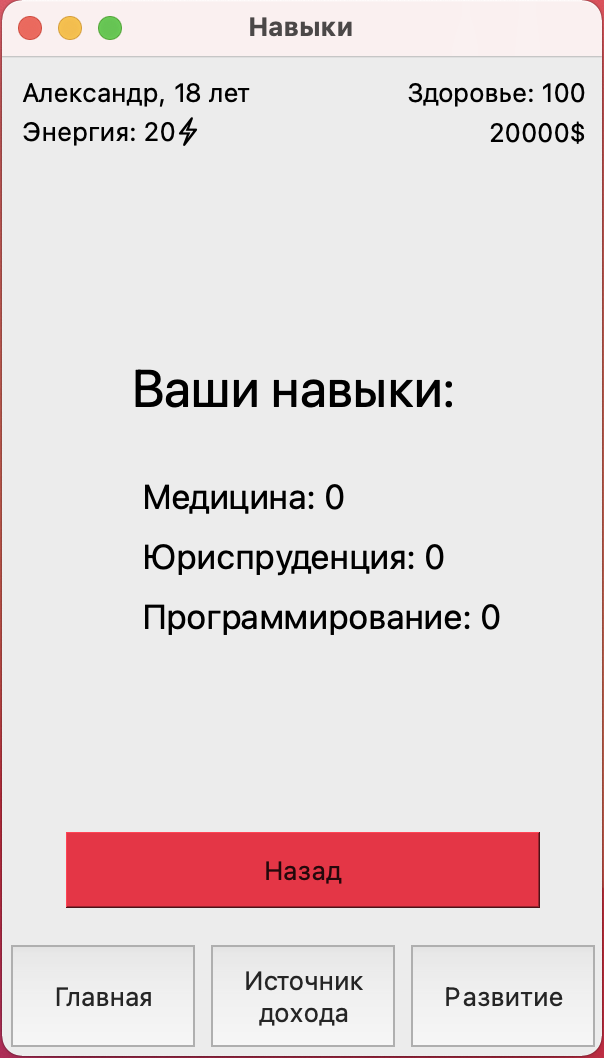 Навыки
Александр, 18 лет
Здоровье: 100
Энергия: 20⚡
20000$
Ваши навыки:
Медицина: 0
Юриспруденция: 0
Программирование: 0
Назад
Главная
Источник
дохода
Развитие